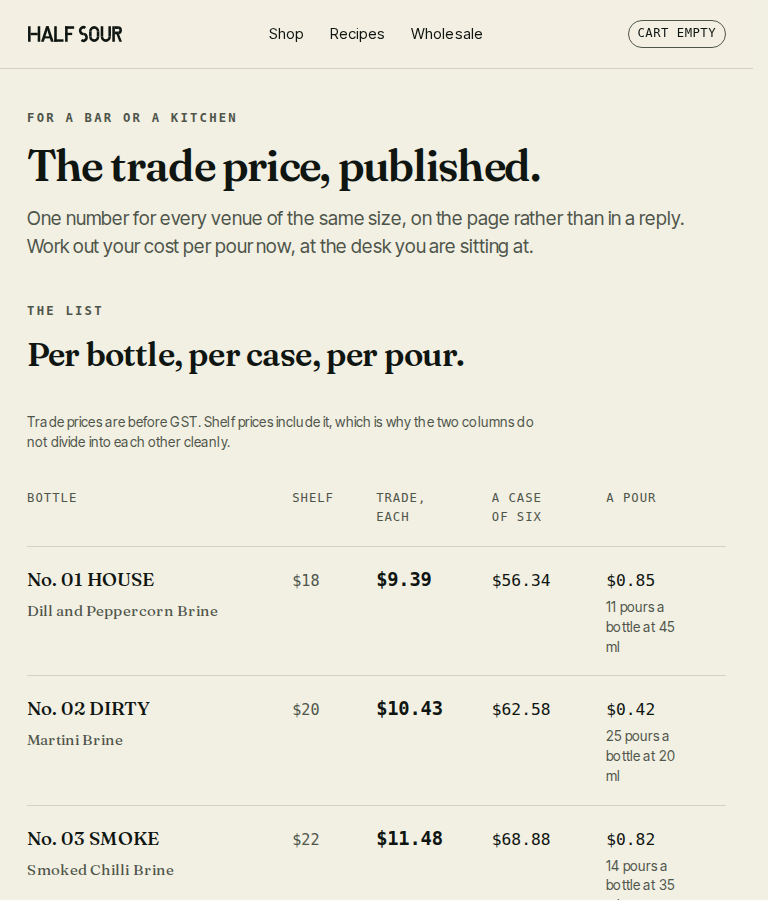 HALF SOUR
Shop
Recipes
Wholesale
CART EMPTY
FOR A BAR OR A KITCHEN
The trade price, published.
One number for every venue of the same size, on the page rather than in a reply.
Work out your cost per pour now, at the desk you are sitting at.
THE LIST
Per bottle, per case, per pour.
Trade prices are before GST. Shelf prices include it, which is why the two columns do
not divide into each other cleanly.
BOTTLE
SHELF
TRADE,
EACH
A CASE
OF SIX
A POUR
No. 01 HOUSE
Dill and Peppercorn Brine
$18
$9.39
$56.34
$0.85
11 pours a
bottle at 45
ml
No. 02 DIRTY
Martini Brine
$20
$10.43
$62.58
$0.42
25 pours a
bottle at 20
ml
No. 03 SMOKE
Smoked Chilli Brine
$22
$11.48
$68.88
$0.82
14 pours a
bottle at 35